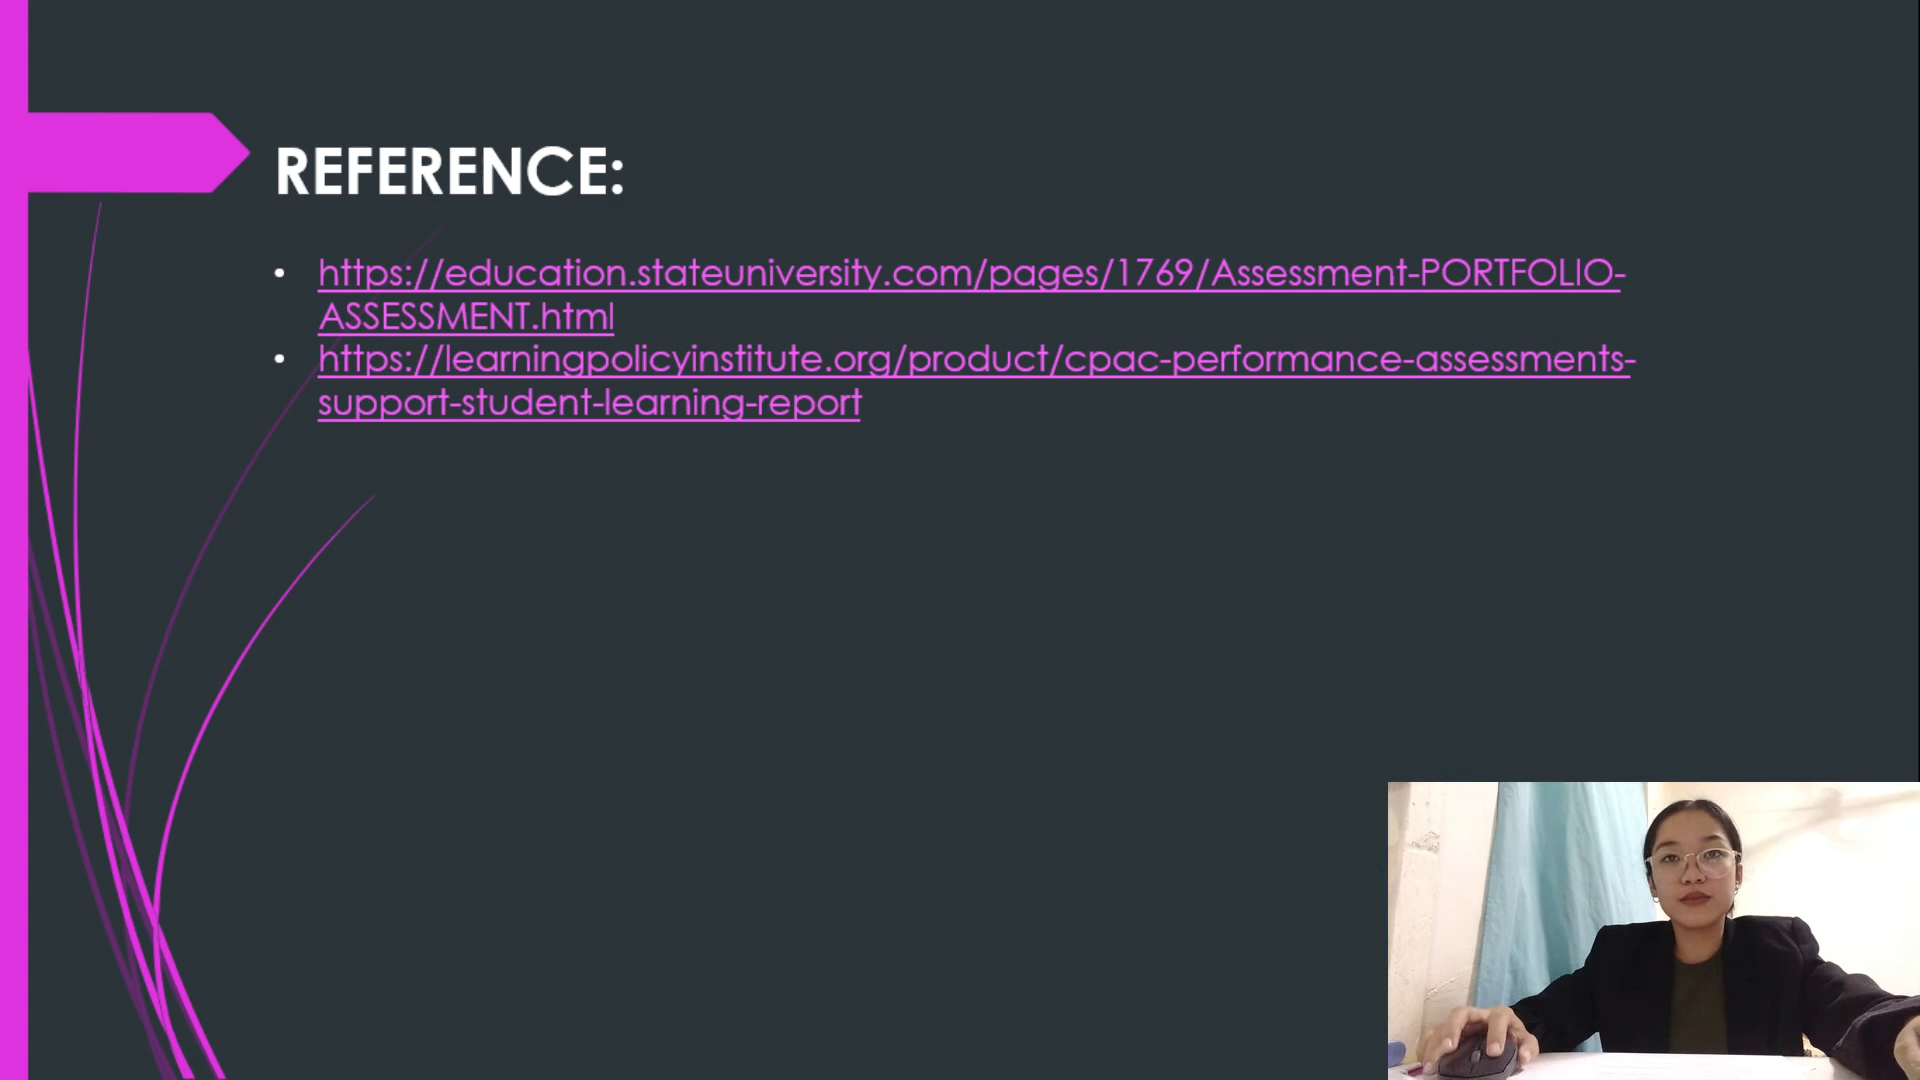 REFERENCE:
• https://education.stateuniversity.com/pages/1769/Assessment-PORTFOLIO-
ASSESSMENT.html
• https://learningpolicyinstitute.org/product/cpac-performance-assessments-
support-student-learning-report